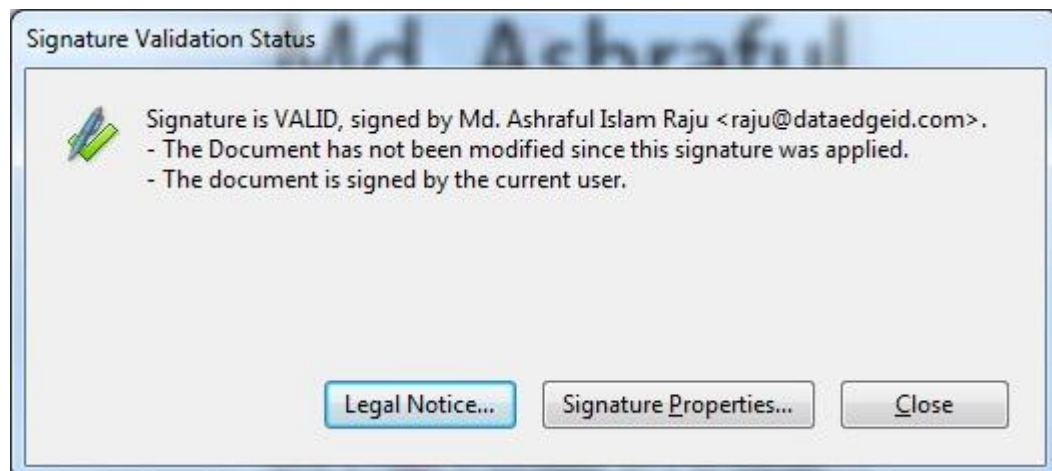 Signature Validation Status
Md. Ashraful
Signature is VALID, signed by Md. Ashraful Islam Raju <raju@dataedgeid.com>.
- The Document has not been modified since this signature was applied.
- The document is signed by the current user.
Legal Notice... Signature Properties... Close